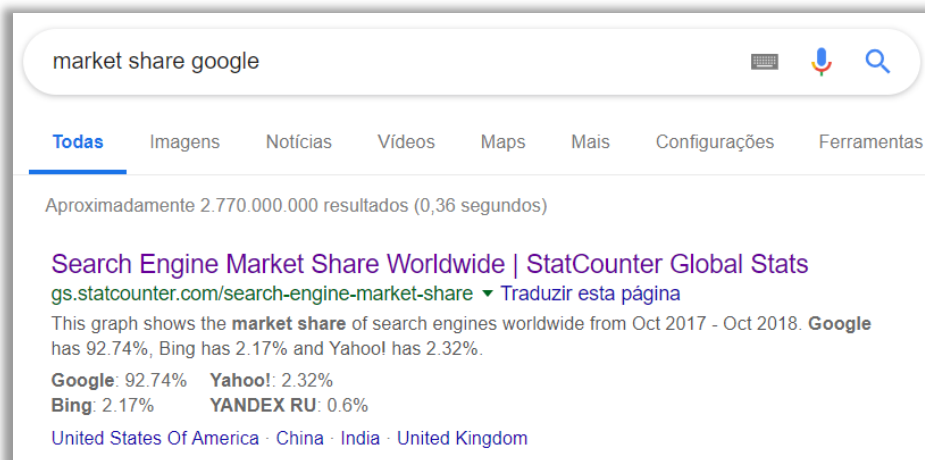 market share google
Todas Imagens Notícias Vídeos Maps Mais Configurações Ferramentas
Aproximadamente 2.770.000.000 resultados (0,36 segundos)
Search Engine Market Share Worldwide | StatCounter Global Stats
gs.statcounter.com/search-engine-market-share ▾ Traduzir esta página
This graph shows the market share of search engines worldwide from Oct 2017 - Oct 2018. Google
has 92.74%, Bing has 2.17% and Yahoo! has 2.32%.
Google: 92.74% Yahoo!: 2.32%
Bing: 2.17% YANDEX RU: 0.6%
United States Of America · China · India · United Kingdom